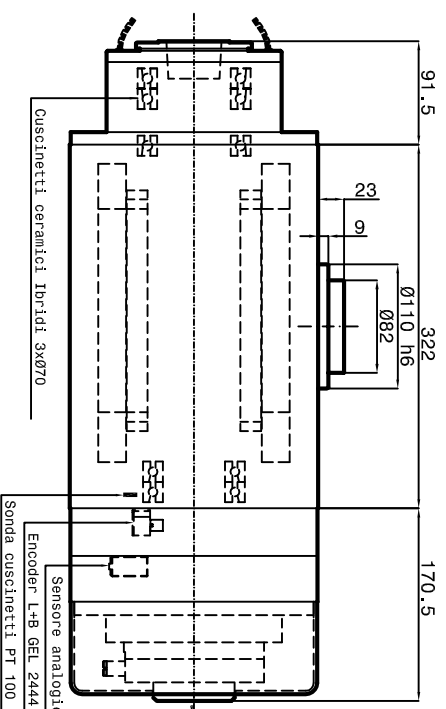 91.5
322
170.5
23
9
Ø110 h6
Ø82
Cuscinetti ceramici Ibridi 3xØ70
Sensore analogi
Encoder L+B GEL 2444
Sonda cuscinetti PT 100